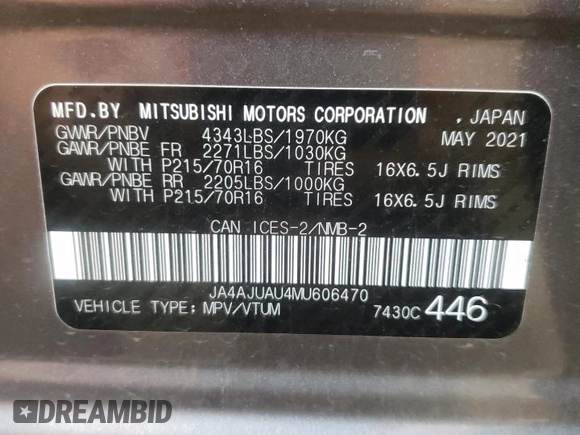 MFD.BY MITSUBISHI MOTORS CORPORATION , JAPAN
GVWR/PNBV 4343LBS/1970KG MAY 2021
GAWR/PNBE FR 2271LBS/1030KG
WITH P215/70R16 TIRES 16X6.5J RIMS
GAWR/PNBE RR 2205LBS/1000KG
WITH P215/70R16 TIRES 16X6.5J RIMS
CAN ICES-2/NMB-2
JA4AJUAU4MU606470
VEHICLE TYPE: MPV/VTUM 7430C 446
DREAMBID